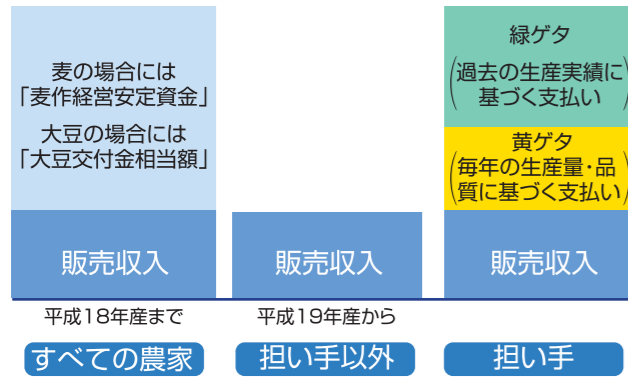 麦の場合には
「麦作経営安定資金」
大豆の場合には
「大豆交付金相当額」
販売収入
平成18年産まで
すべての農家
販売収入
平成19年産から
担い手以外
緑ゲタ
(過去の生産実績に
基づく支払い)
黄ゲタ
(毎年の生産量・品
質に基づく支払い)
販売収入
担い手